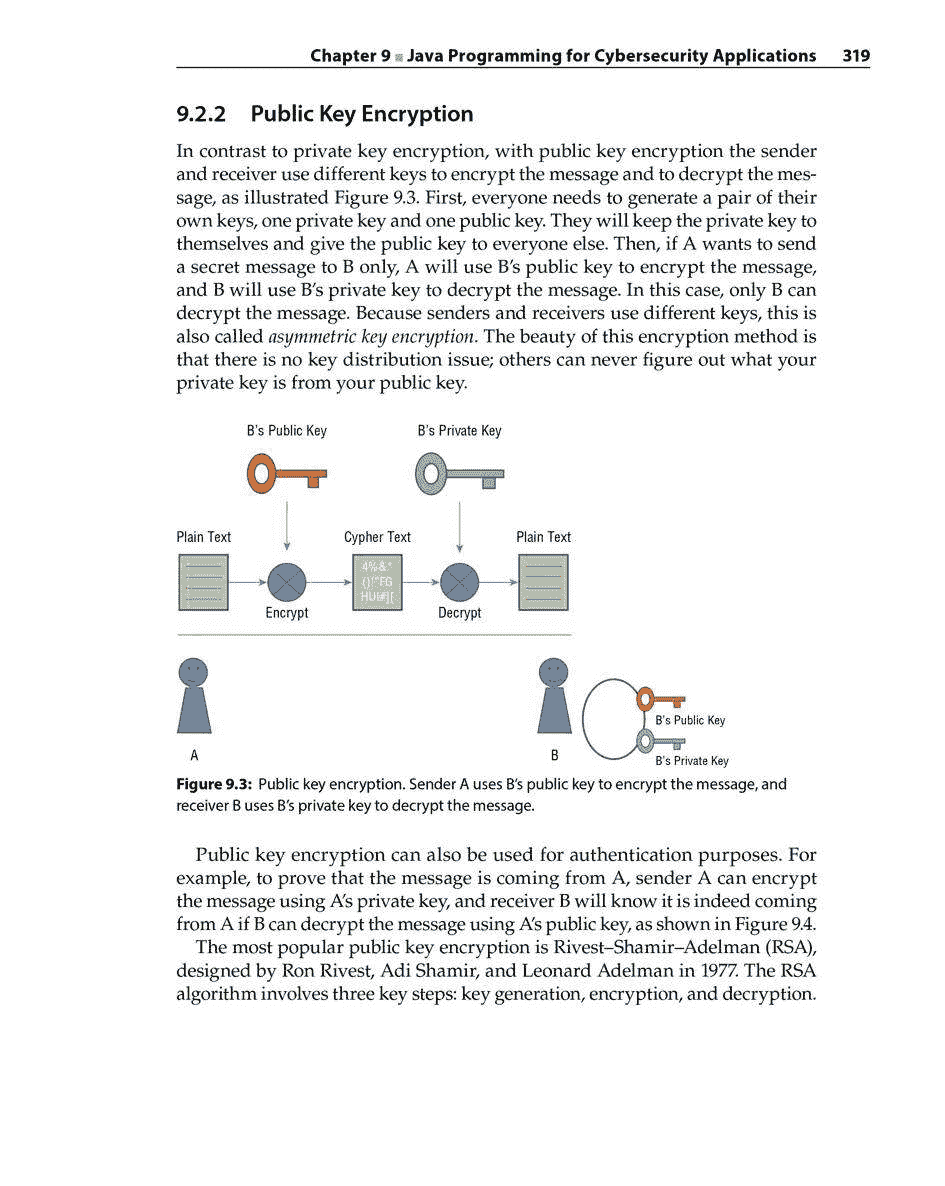 Chapter 9 ■ Java Programming for Cybersecurity Applications 319
9.2.2 Public Key Encryption
In contrast to private key encryption, with public key encryption the sender
and receiver use different keys to encrypt the message and to decrypt the mes-
sage, as illustrated Figure 9.3. First, everyone needs to generate a pair of their
own keys, one private key and one public key. They will keep the private key to
themselves and give the public key to everyone else. Then, if A wants to send
a secret message to B only, A will use B's public key to encrypt the message,
and B will use B's private key to decrypt the message. In this case, only B can
decrypt the message. Because senders and receivers use different keys, this is
also called asymmetric key encryption. The beauty of this encryption method is
that there is no key distribution issue; others can never figure out what your
private key is from your public key.
B's Public Key B's Private Key
Plain Text Cypher Text Plain Text
4%&*
HUI#][
Encrypt Decrypt
B's Public Key
A B
B's Private Key
Figure 9.3: Public key encryption. Sender A uses B's public key to encrypt the message, and
receiver B uses B's private key to decrypt the message.
Public key encryption can also be used for authentication purposes. For
example, to prove that the message is coming from A, sender A can encrypt
the message using A's private key, and receiver B will know it is indeed coming
from A if B can decrypt the message using A's public key, as shown in Figure 9.4.
The most popular public key encryption is Rivest–Shamir–Adelman (RSA),
designed by Ron Rivest, Adi Shamir, and Leonard Adelman in 1977. The RSA
algorithm involves three key steps: key generation, encryption, and decryption.